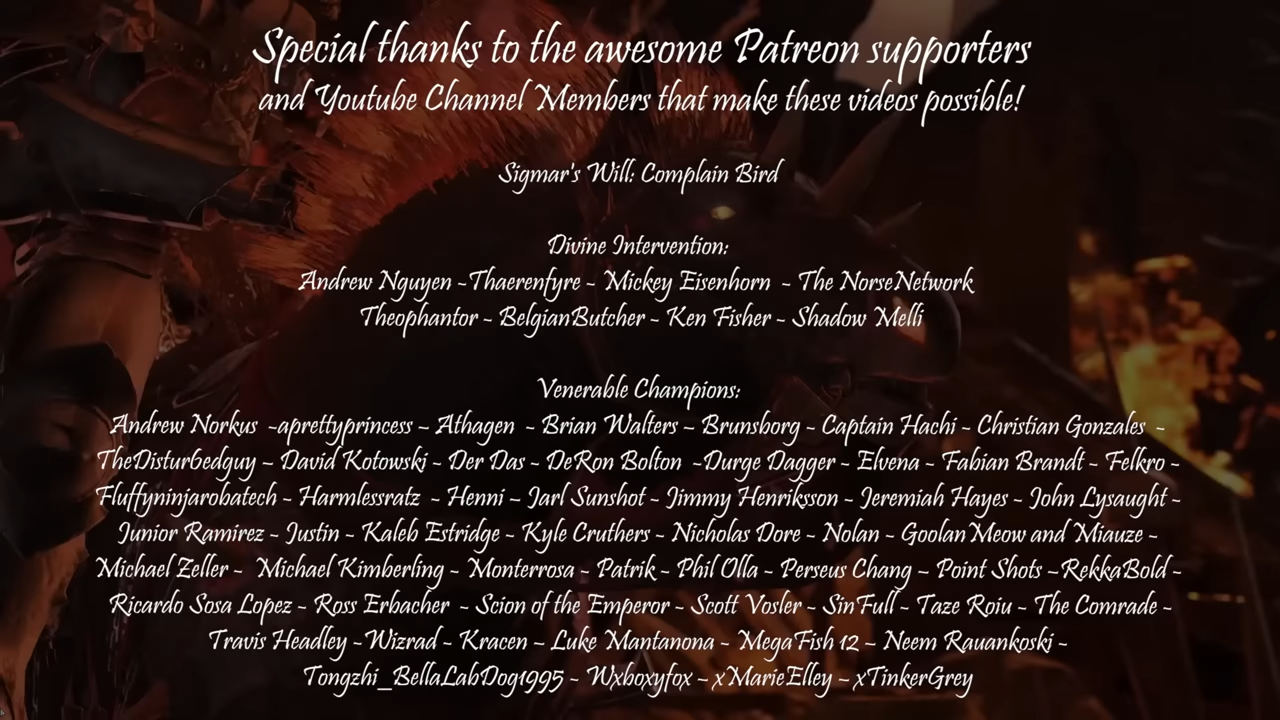 Special thanks to the awesome Patreon supporters
and Youtube Channel Members that make these videos possible!
Sigmar's Will: Complain Bird
Divine Intervention:
Andrew Nguyen -Thaerenfyre - Mickey Eisenhorn - The NorseNetwork
Theophantor - BelgianButcher - Ken Fisher - Shadow Melli
Venerable Champions:
Andrew Norkus -aprettyprincess - Athagen - Brian Walters - Brunsborg - Captain Hachi - Christian Gonzales -
TheDistur6edguy - David Kotowski - Der Das - DeRon Bolton -Durge Dagger - Elvena - Fabian Brandt - Felkro -
Fluffyninjarobatech - Harmlessratz - Henni - Jarl Sunshot - Jimmy Henriksson - Jeremiah Hayes - John Lysaught -
Junior Ramirez - Justin - Kaleb Estridge - Kyle Cruthers - Nicholas Dore - Nolan - GoolanMeow and Miauze -
Michael Zeller - Michael Kimberling - Monterrosa - Patrik - Phil Olla - Perseus Chang - Point Shots -RekkaBold -
Ricardo Sosa Lopez - Ross Erbacher - Scion of the Emperor - Scott Vosler - SinFull - Taze Roiu - The Comrade -
Travis Headley -Wizrad - Kracen - Luke Mantanona - MegaFish 12 - Neem Rauankoski -
Tongzhi_BellaLabDog1995 - Wxboxyfox - xMarieElley - xTinkerGrey